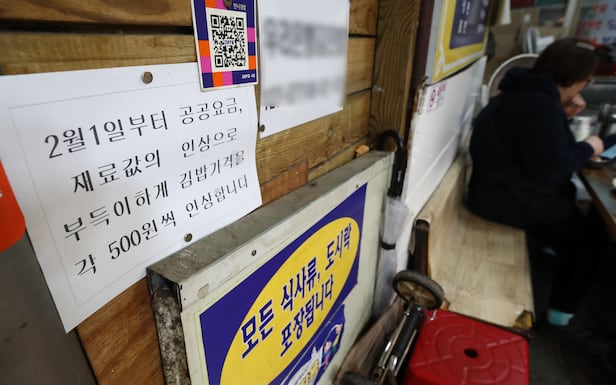 2월1일부터 공공요금,
재료값의 인상으로
부득이하게 김밥가격을
각 500원씩 인상합니다
모든 식사류, 도시락
포장됩니다